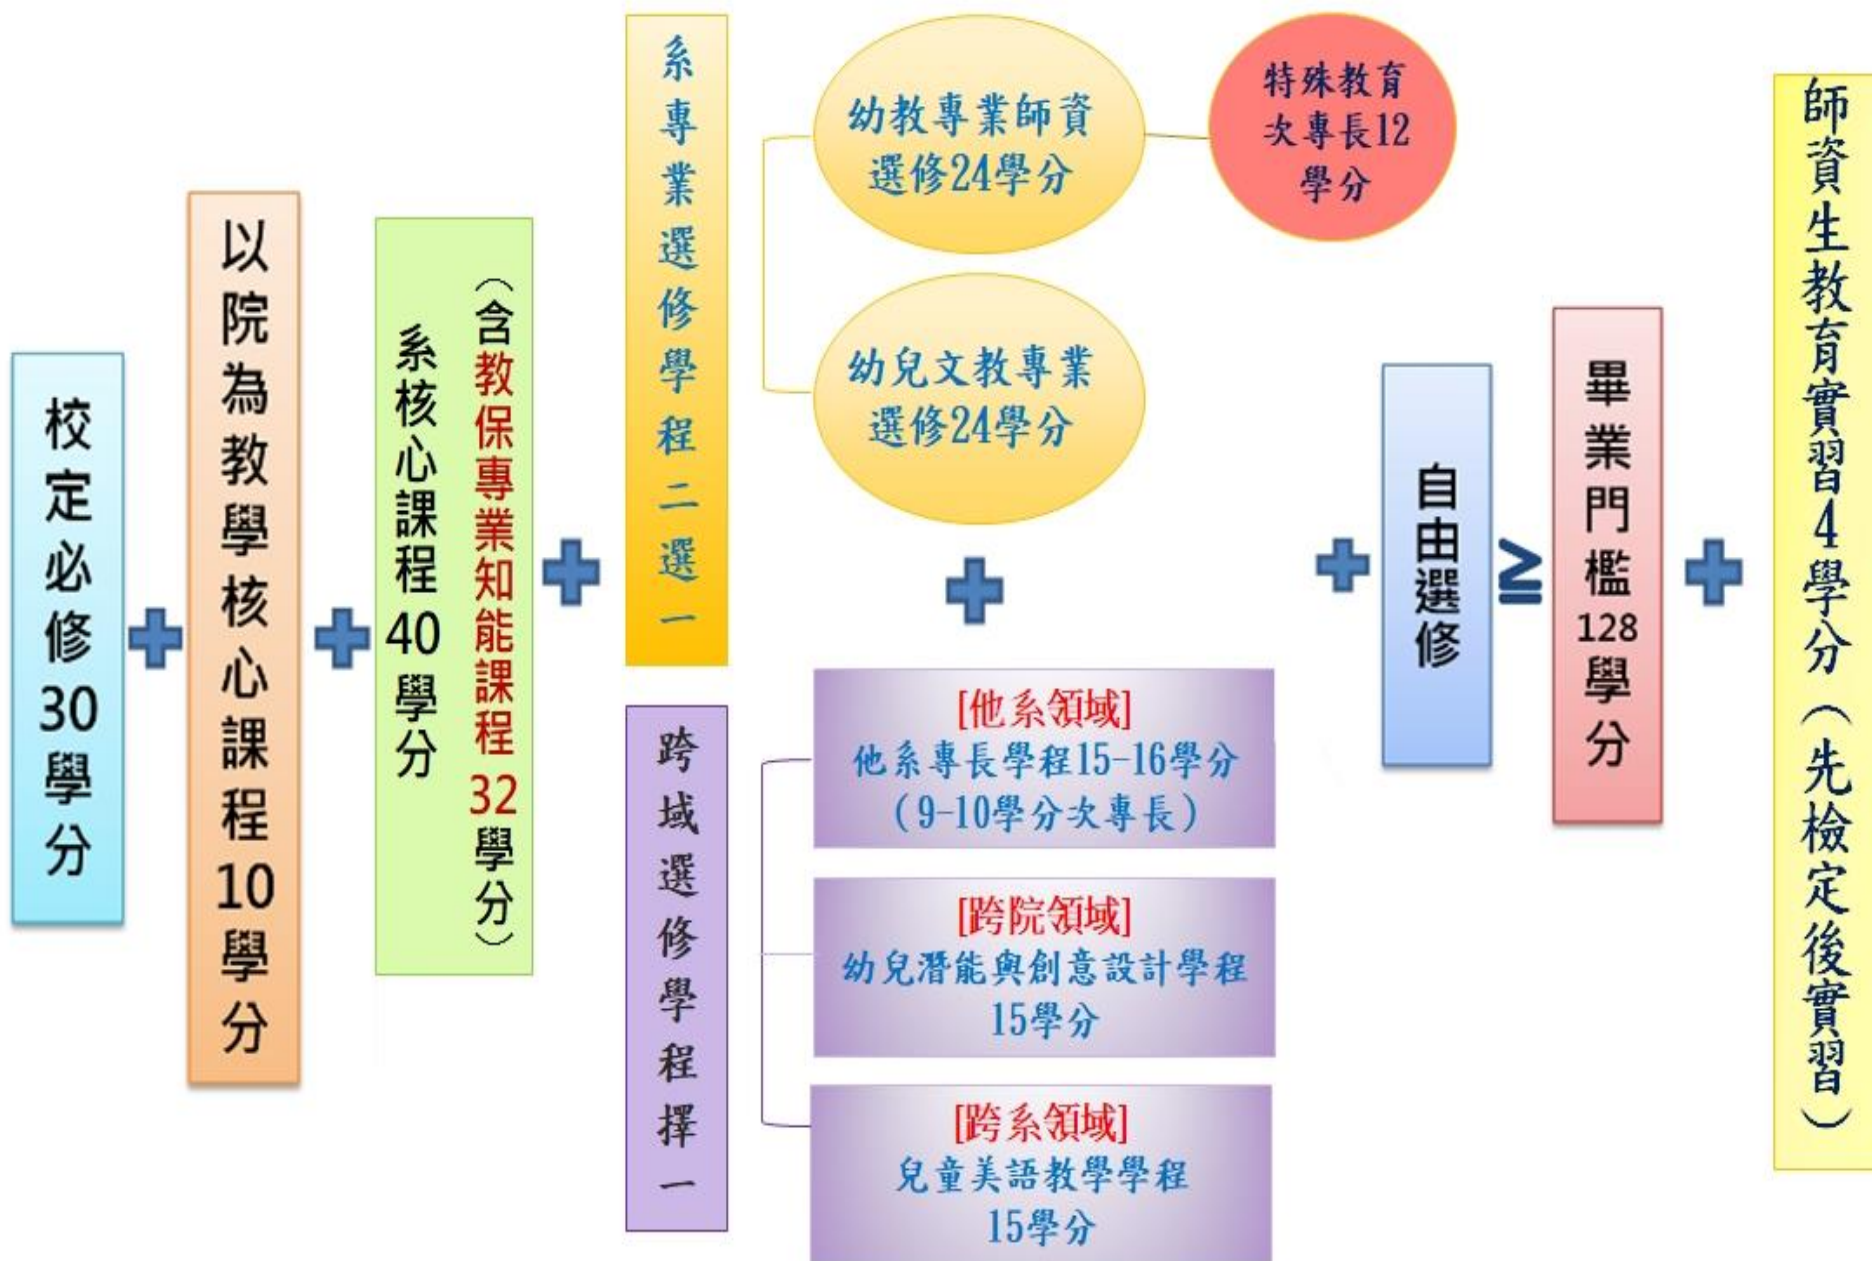 校定必修30學分
以院為教學核心課程10學分
系核心課程40學分
（含教保專業知能課程32學分）
系專業選修學程二選一
幼教專業師資
選修24學分
特殊教育
次專長12
學分
幼兒文教專業
選修24學分
跨域選修學程擇一
[他系領域]
他系專長學程15-16學分
（9-10學分次專長）
[跨院領域]
幼兒潛能與創意設計學程
15學分
[跨系領域]
兒童美語教學學程
15學分
自由選修
≧
畢業門檻128學分
師資生教育實習4學分（先檢定後實習）